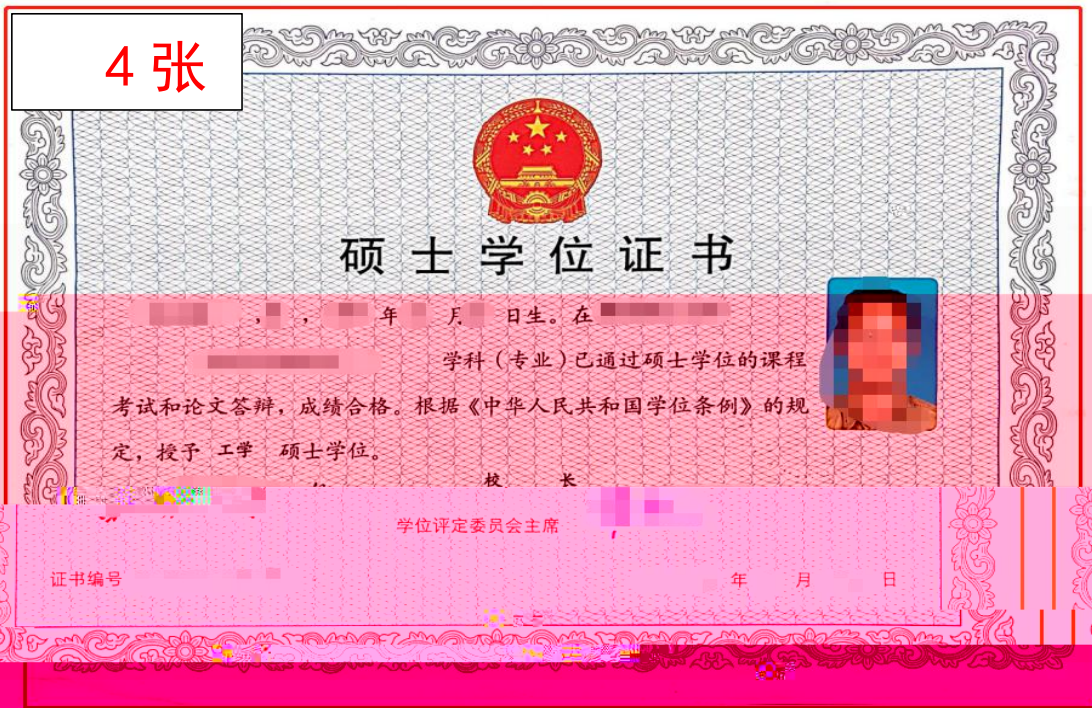 4 张
硕士学位证书
, , 年 月 日生。在
学科(专业)已通过硕士学位的课程
考试和论文答辩，成绩合格。根据《中华人民共和国学位条例》的规
定，授予 工学 硕士学位。
校 长
学位评定委员会主席
证书编号 年 月 日